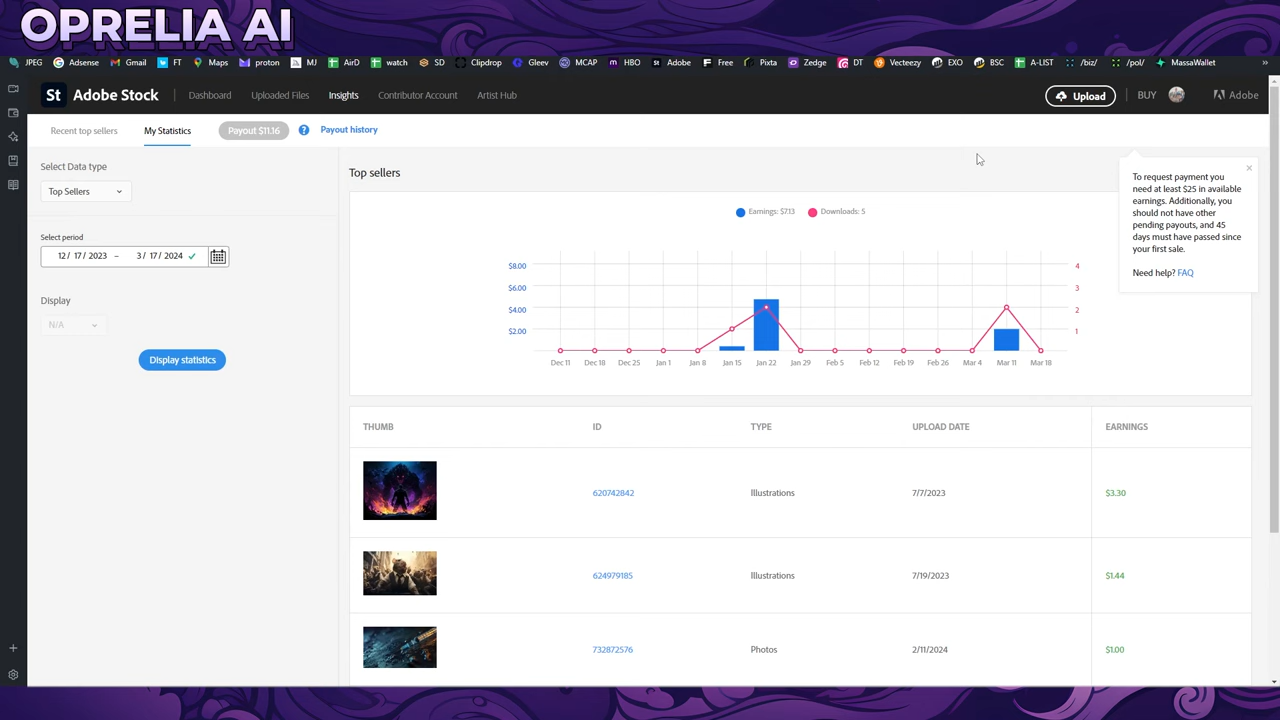 OPRELIA AI
JPEG Adsense Gmail FT Maps proton MJ AirD watch SD Clipdrop Gleev MCAP HBO Adobe Free Pixta Zedge DT Vecteezy EXO BSC A-LIST /biz/ /pol/ MassaWallet »
St Adobe Stock Dashboard Uploaded Files Insights Contributor Account Artist Hub Upload BUY Adobe
Recent top sellers My Statistics Payout $11.16 ? Payout history
Select Data type
Top Sellers
Select period
12/ 17/ 2023 – 3/ 17/ 2024
Display
N/A
Display statistics
Top sellers
Earnings: $7.13 Downloads: 5
$8.00 4
$6.00 3
$4.00 2
$2.00 1
Dec 11 Dec 18 Dec 25 Jan 1 Jan 8 Jan 15 Jan 22 Jan 29 Feb 5 Feb 12 Feb 19 Feb 26 Mar 4 Mar 11 Mar 18
To request payment you
need at least $25 in available
earnings. Additionally, you
should not have other
pending payouts, and 45
days must have passed since
your first sale.
Need help? FAQ
THUMB ID TYPE UPLOAD DATE EARNINGS
620742842 Illustrations 7/7/2023 $3.30
624979185 Illustrations 7/19/2023 $1.44
732872576 Photos 2/11/2024 $1.00